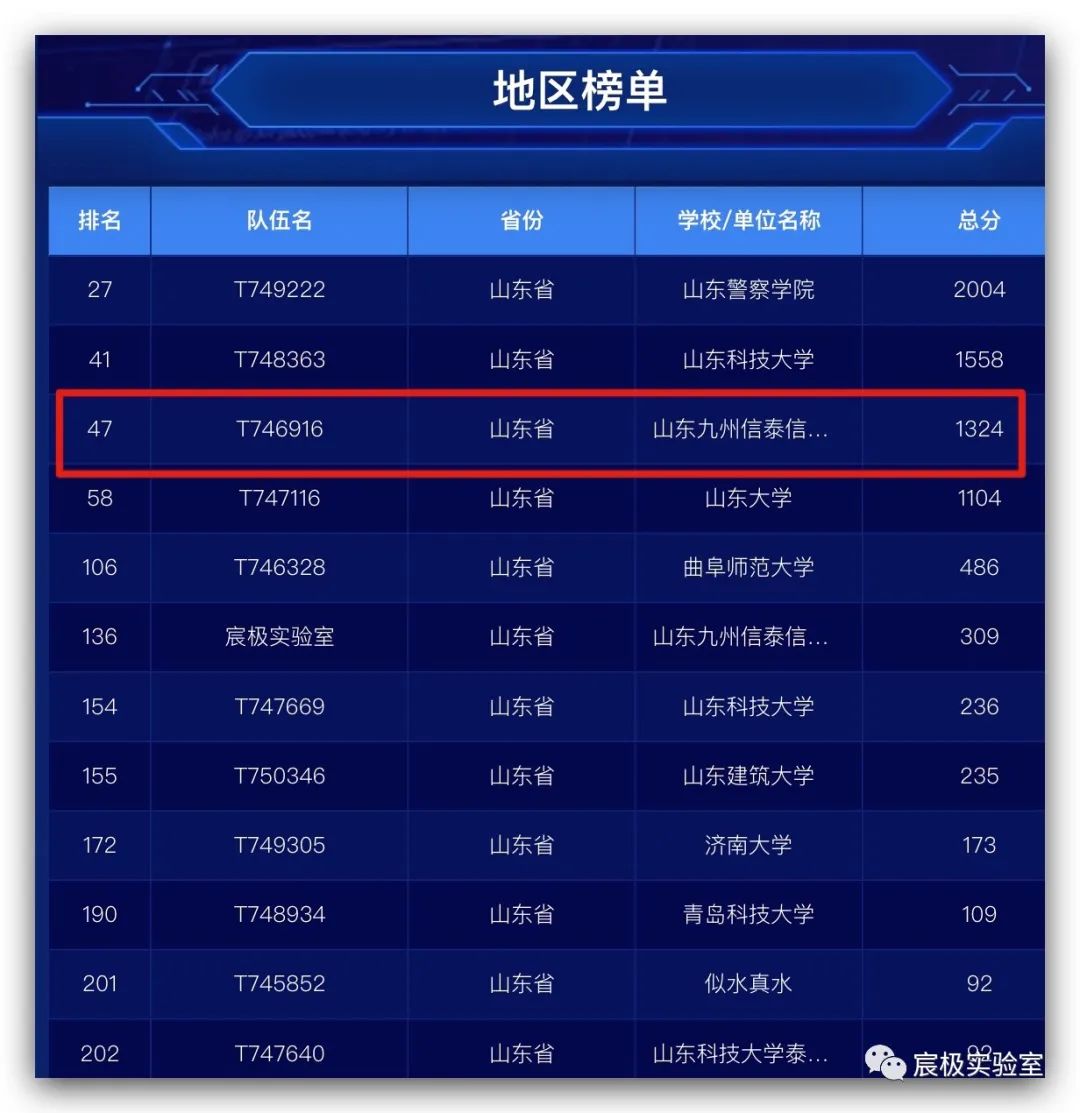 地区榜单
排名 队伍名 省份 学校/单位名称 总分
27 T749222 山东省 山东警察学院 2004
41 T748363 山东省 山东科技大学 1558
47 T746916 山东省 山东九州信泰信... 1324
58 T747116 山东省 山东大学 1104
106 T746328 山东省 曲阜师范大学 486
136 宸极实验室 山东省 山东九州信泰信... 309
154 T747669 山东省 山东科技大学 236
155 T750346 山东省 山东建筑大学 235
172 T749305 山东省 济南大学 173
190 T748934 山东省 青岛科技大学 109
201 T745852 山东省 似水真水 92
202 T747640 山东省 山东科技大学泰... 92
宸极实验室